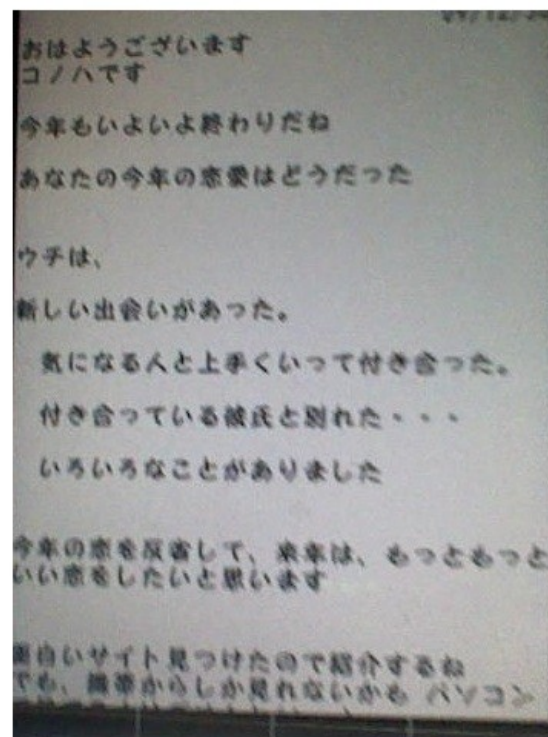 おはようございます
コノハです
今年もいよいよ終わりだね
あなたの今年の恋愛はどうだった
ウチは、
新しい出会いがあった。
気になる人と上手くいって付き合った。
付き合っている彼氏と別れた・・・
いろいろなことがありました
今年の恋を反省して、来年は、もっともっと
いい恋をしたいと思います
面白いサイト見つけたので紹介するね
でも、携帯からしか見れないかも パソコン